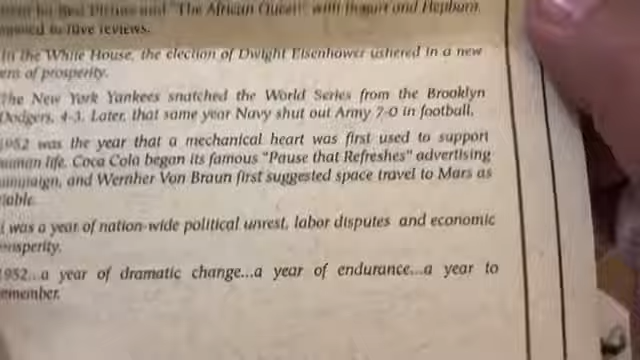 for Best Picture and "The African Queen" with Bogart and Hepburn,
opened to rave reviews.
In the White House, the election of Dwight Eisenhower ushered in a new
era of prosperity.
The New York Yankees snatched the World Series from the Brooklyn
Dodgers, 4-3. Later, that same year Navy shut out Army 7-0 in football.
1952 was the year that a mechanical heart was first used to support
human life. Coca Cola began its famous "Pause that Refreshes" advertising
campaign, and Wernher Von Braun first suggested space travel to Mars as
viable.
was a year of nation-wide political unrest, labor disputes and economic
prosperity.
1952...a year of dramatic change...a year of endurance...a year to
remember.